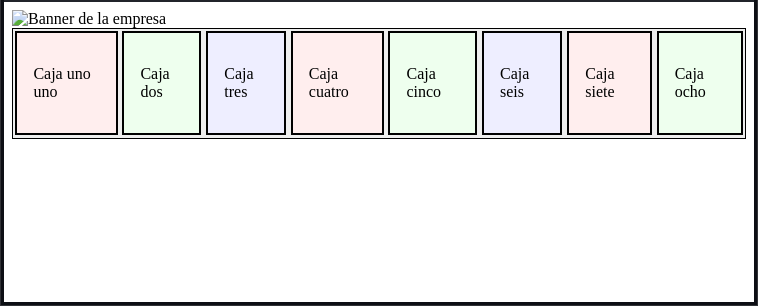 Banner de la empresa
Caja uno
uno
Caja
dos
Caja
tres
Caja
cuatro
Caja
cinco
Caja
seis
Caja
siete
Caja
ocho